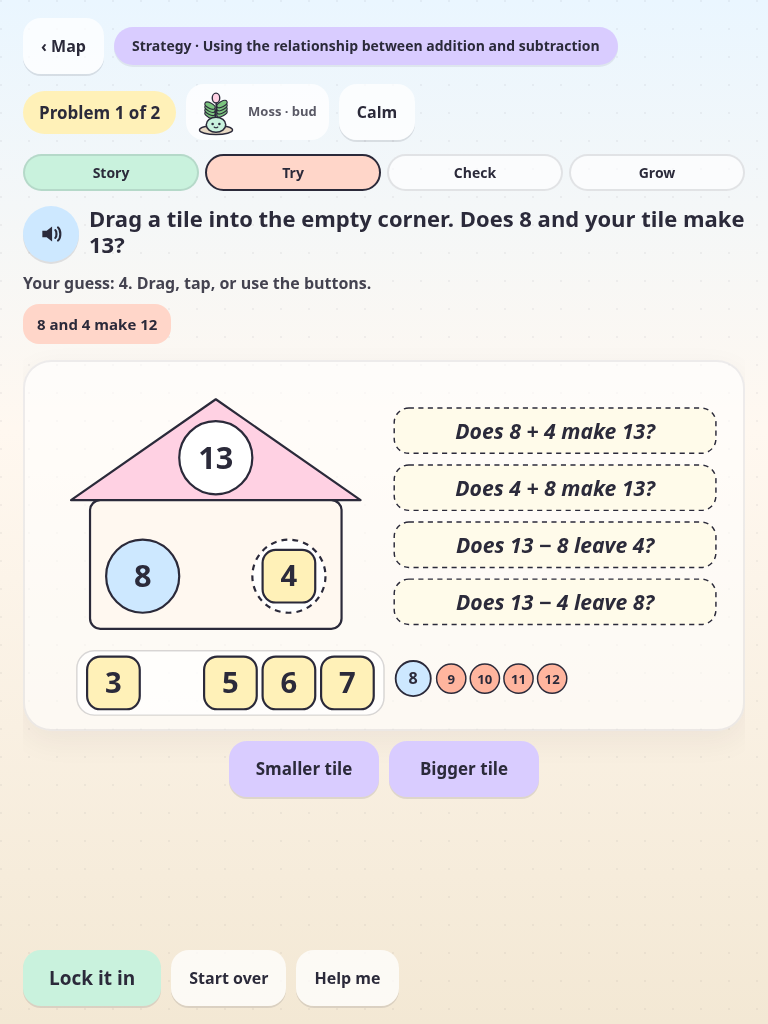 ‹ Map
Strategy · Using the relationship between addition and subtraction
Problem 1 of 2
Moss · bud
Calm
Story
Try
Check
Grow
Drag a tile into the empty corner. Does 8 and your tile make
13?
Your guess: 4. Drag, tap, or use the buttons.
8 and 4 make 12
13
8
4
Does 8 + 4 make 13?
Does 4 + 8 make 13?
Does 13 − 8 leave 4?
Does 13 − 4 leave 8?
3 5 6 7
8 9 10 11 12
Smaller tile
Bigger tile
Lock it in
Start over
Help me